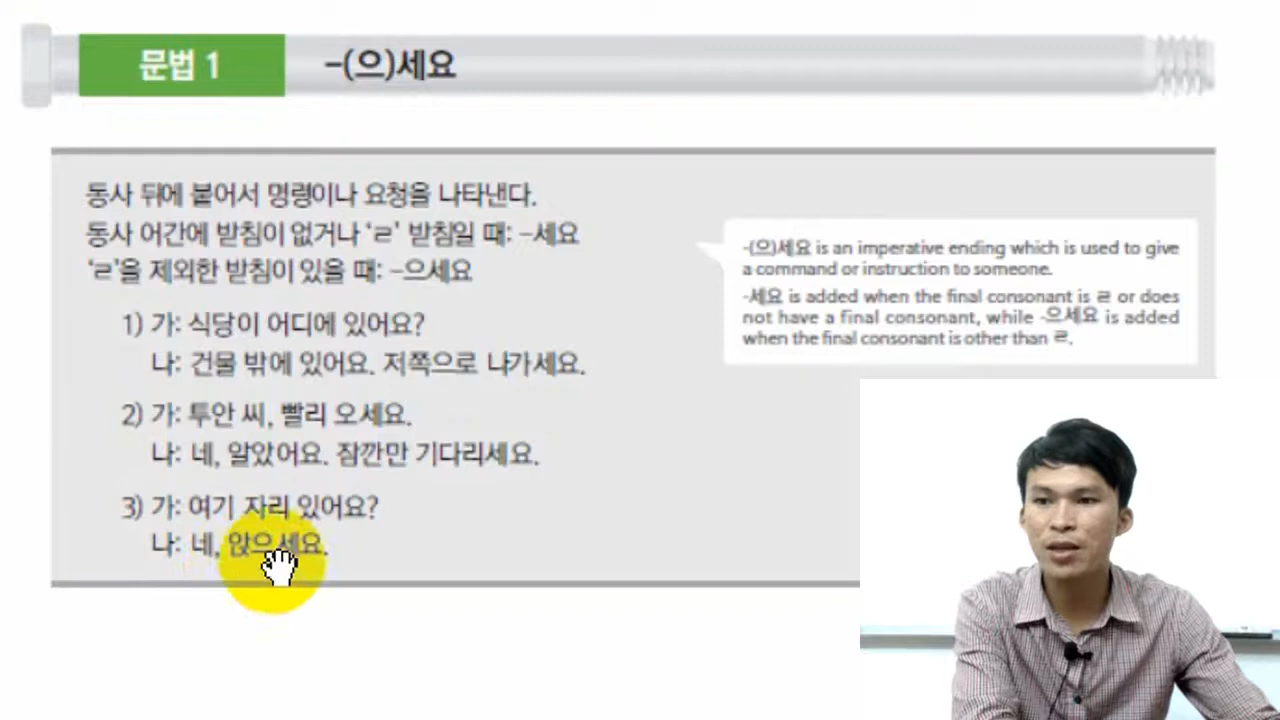 문법 1
-(으)세요
동사 뒤에 붙어서 명령이나 요청을 나타낸다.
동사 어간에 받침이 없거나 ‘ㄹ’ 받침일 때: -세요
‘ㄹ’을 제외한 받침이 있을 때: -으세요
-(으)세요 is an imperative ending which is used to give
a command or instruction to someone.
-세요 is added when the final consonant is ㄹ or does
not have a final consonant, while -으세요 is added
when the final consonant is other than ㄹ.
1) 가: 식당이 어디에 있어요?
나: 건물 밖에 있어요. 저쪽으로 나가세요.
2) 가: 투안 씨, 빨리 오세요.
나: 네, 알았어요. 잠깐만 기다리세요.
3) 가: 여기 자리 있어요?
나: 네, 앉으세요.